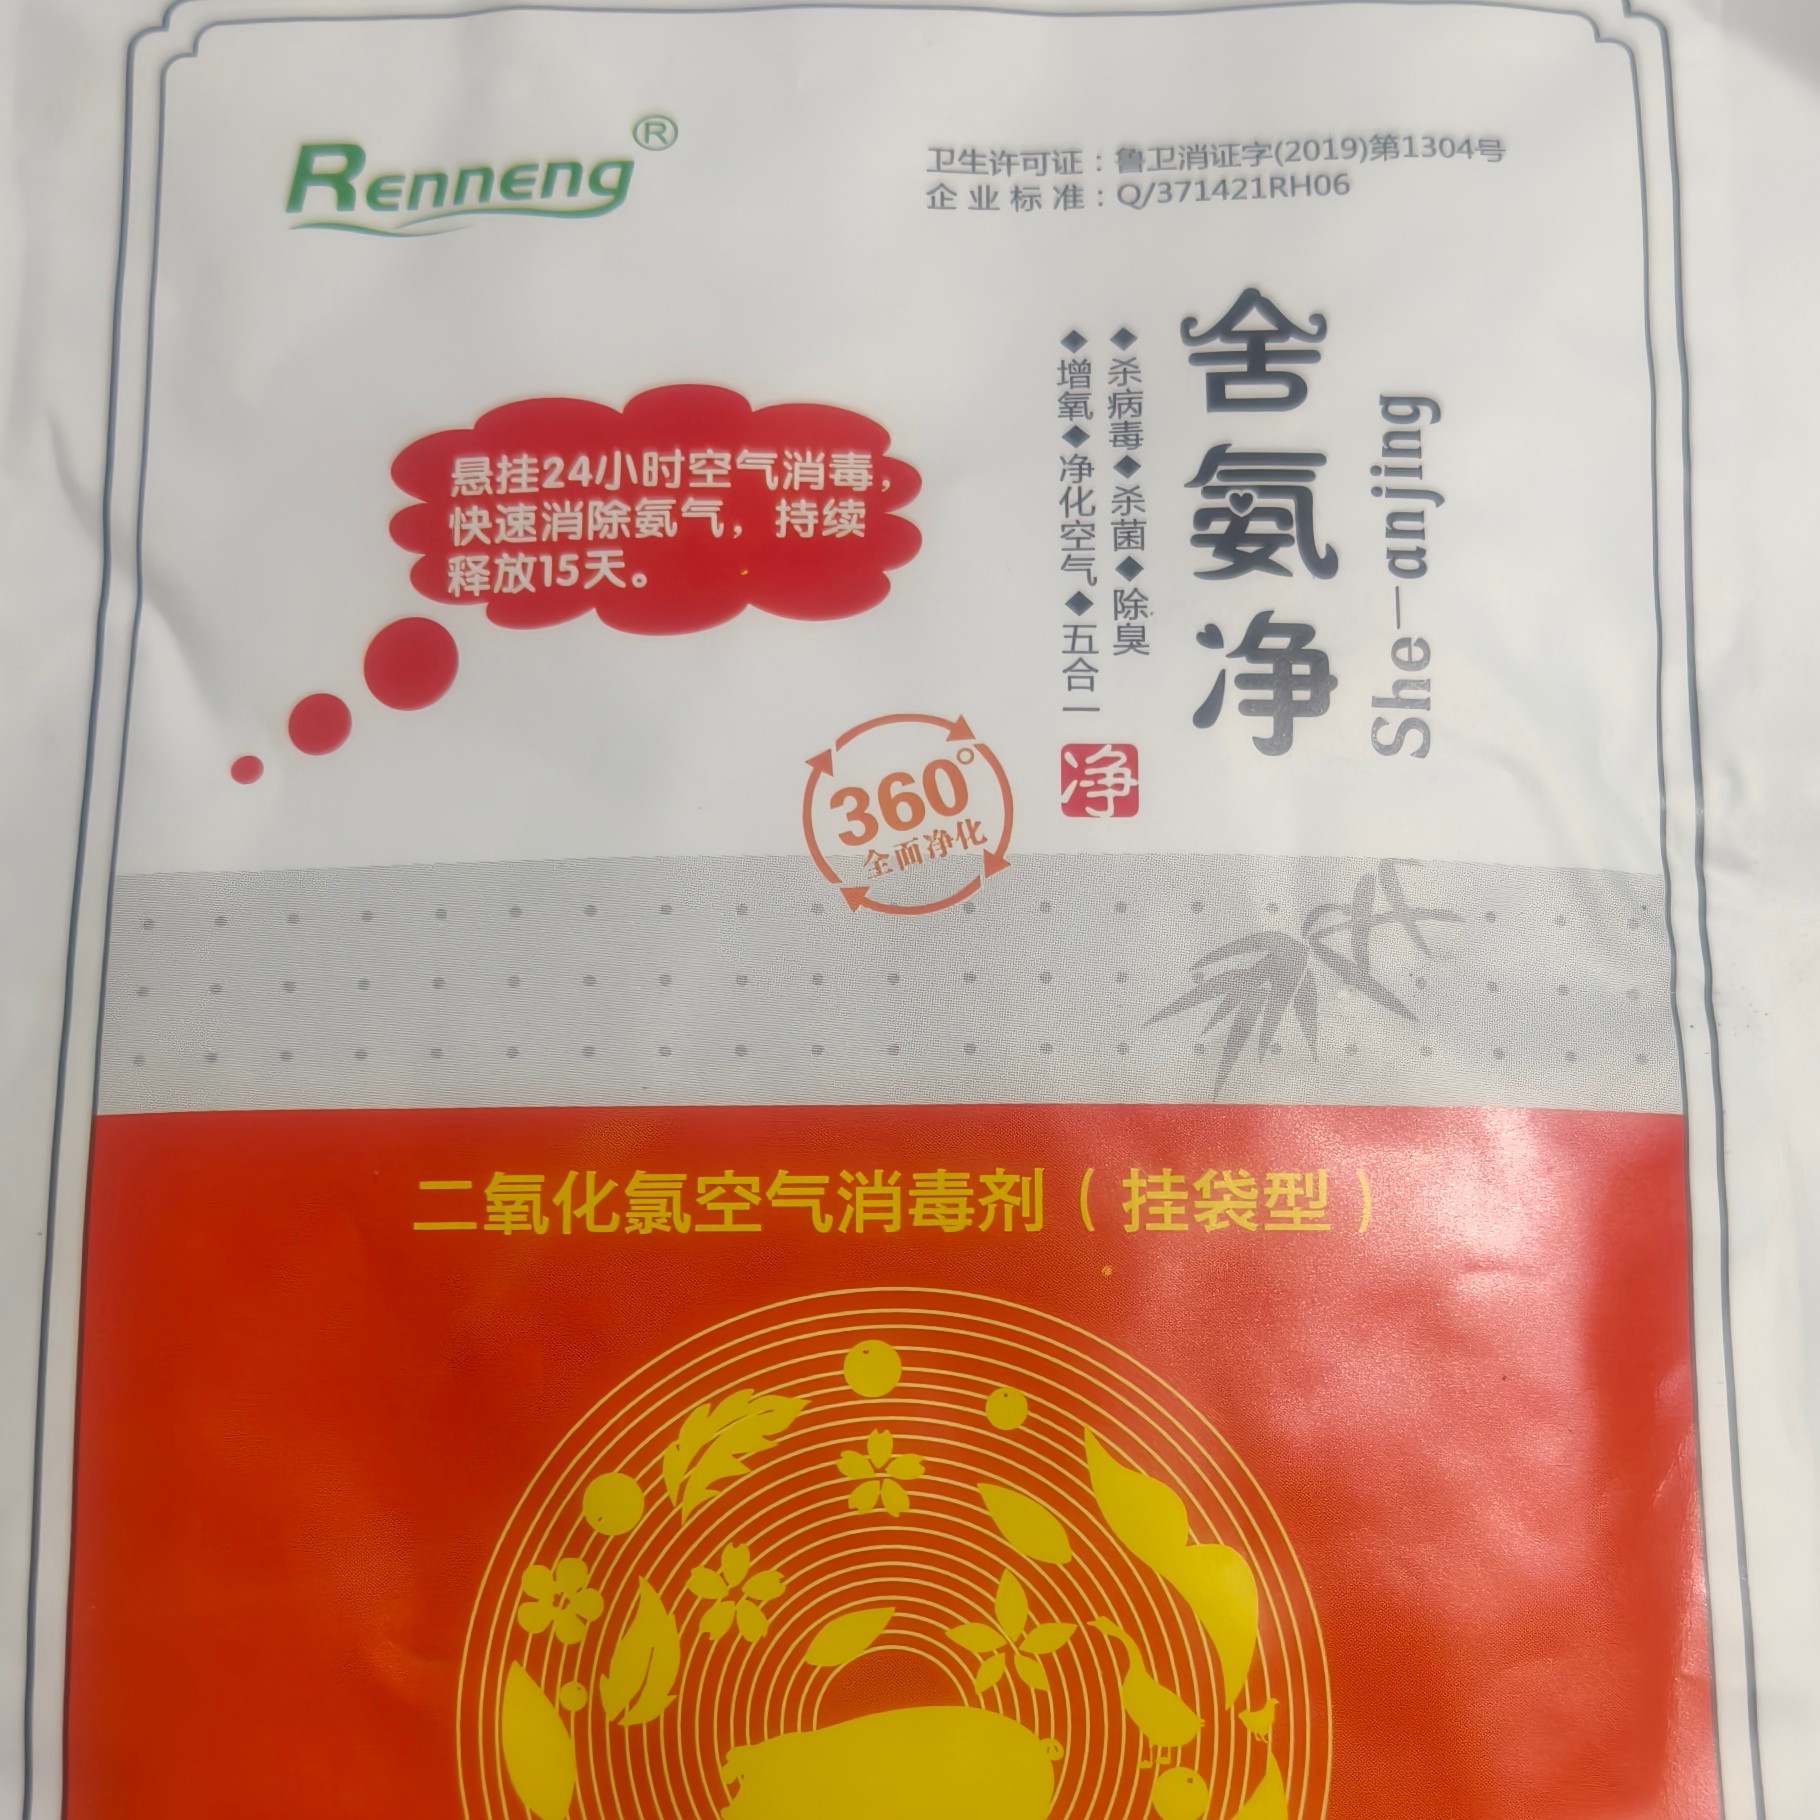 Renneng®
卫生许可证：鲁卫消证字(2019)第1304号
企业标准：Q/371421RH06
舍氨净
She-anjing
◆杀病毒◆杀菌◆除臭
◆增氧◆净化空气◆五合一
净
悬挂24小时空气消毒，
快速消除氨气，持续
释放15天。
360°
全面净化
二氧化氯空气消毒剂（挂袋型）